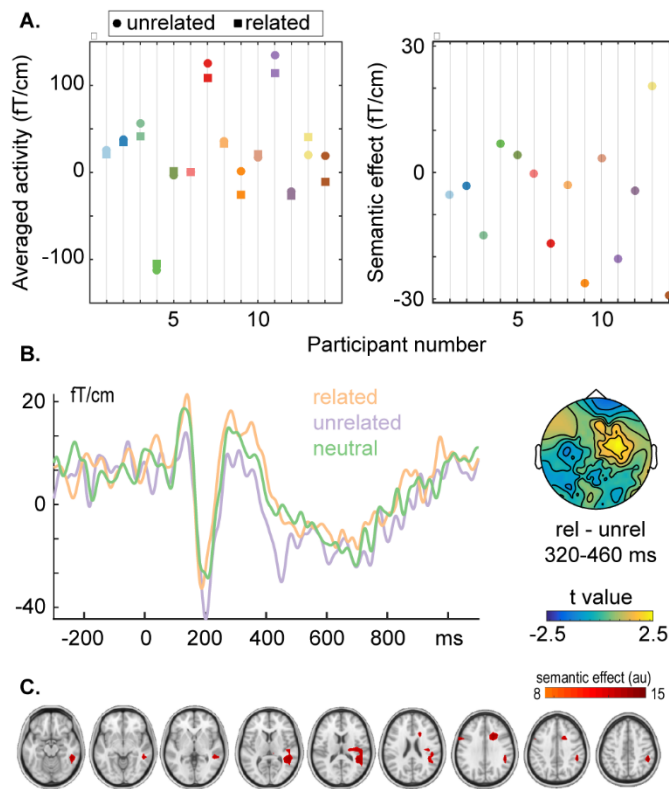 A.
● unrelated ■ related
Averaged activity (fT/cm)
100
0
-100
5
10
Semantic effect (fT/cm)
30
0
-30
5
10
Participant number
B.
fT/cm
20
0
-40
-200
0
200
400
600
800
ms
related
unrelated
neutral
rel - unrel
320-460 ms
t value
-2.5
2.5
C.
semantic effect (au)
8
15